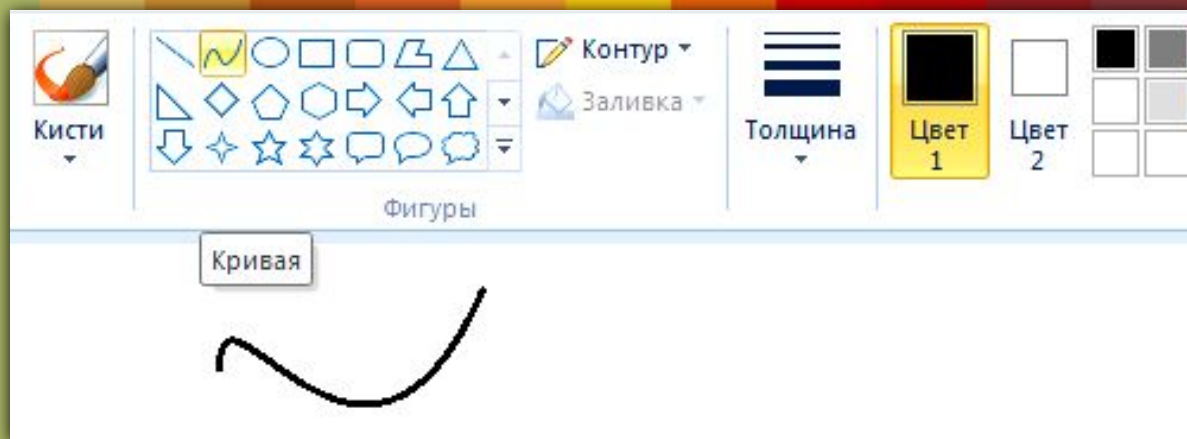 Кисти
Контур
Заливка
Фигуры
Толщина
Цвет
1
Цвет
2
Кривая